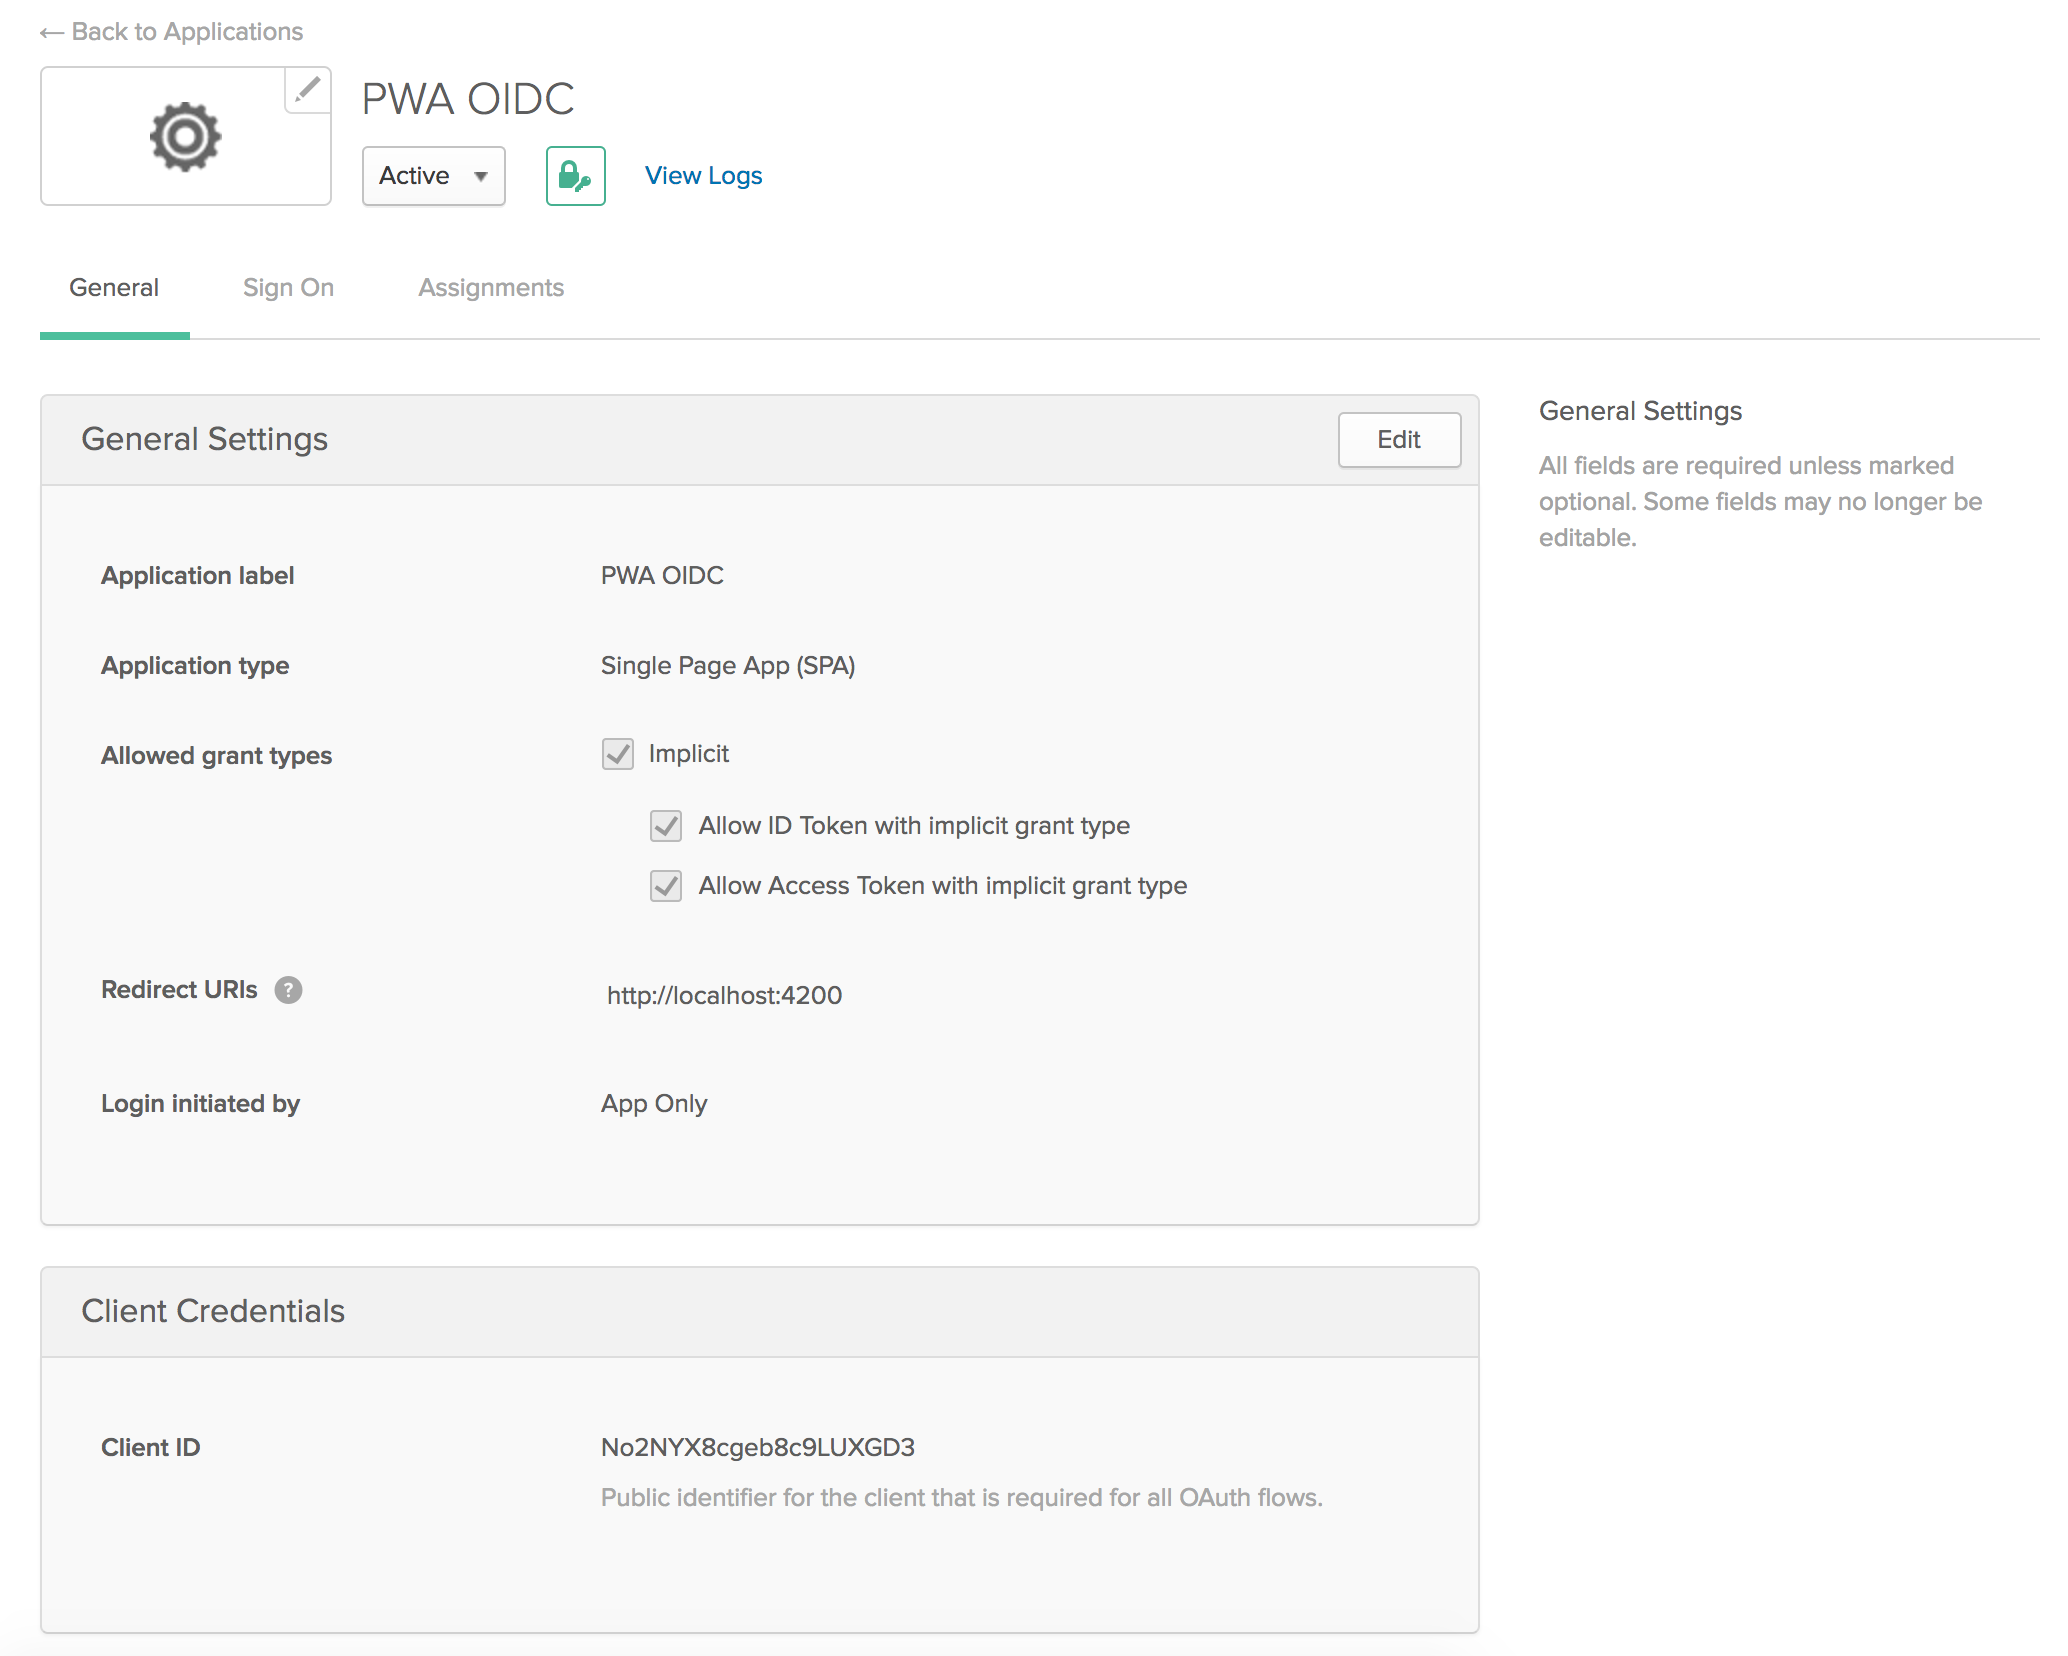 ← Back to Applications
PWA OIDC
Active
View Logs
General
Sign On
Assignments
General Settings
Edit
Application label
PWA OIDC
Application type
Single Page App (SPA)
Allowed grant types
Implicit
Allow ID Token with implicit grant type
Allow Access Token with implicit grant type
Redirect URIs ?
http://localhost:4200
Login initiated by
App Only
General Settings
All fields are required unless marked
optional. Some fields may no longer be
editable.
Client Credentials
Client ID
No2NYX8cgeb8c9LUXGD3
Public identifier for the client that is required for all OAuth flows.